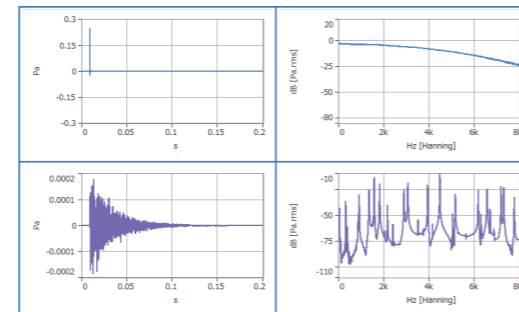 0.3
0.15
0
-0.15
-0.3
Pa
0 0.05 0.1 0.15 0.2
s
20
0
-25
-50
-80
dB [Pa.rms]
0 2k 4k 6k 8k
Hz [Hanning]
0.0002
0.0001
0
-0.0001
-0.0002
Pa
0 0.05 0.1 0.15 0.2
s
-10
-50
-75
-110
dB [Pa.rms]
0 2k 4k 6k 8k
Hz [Hanning]